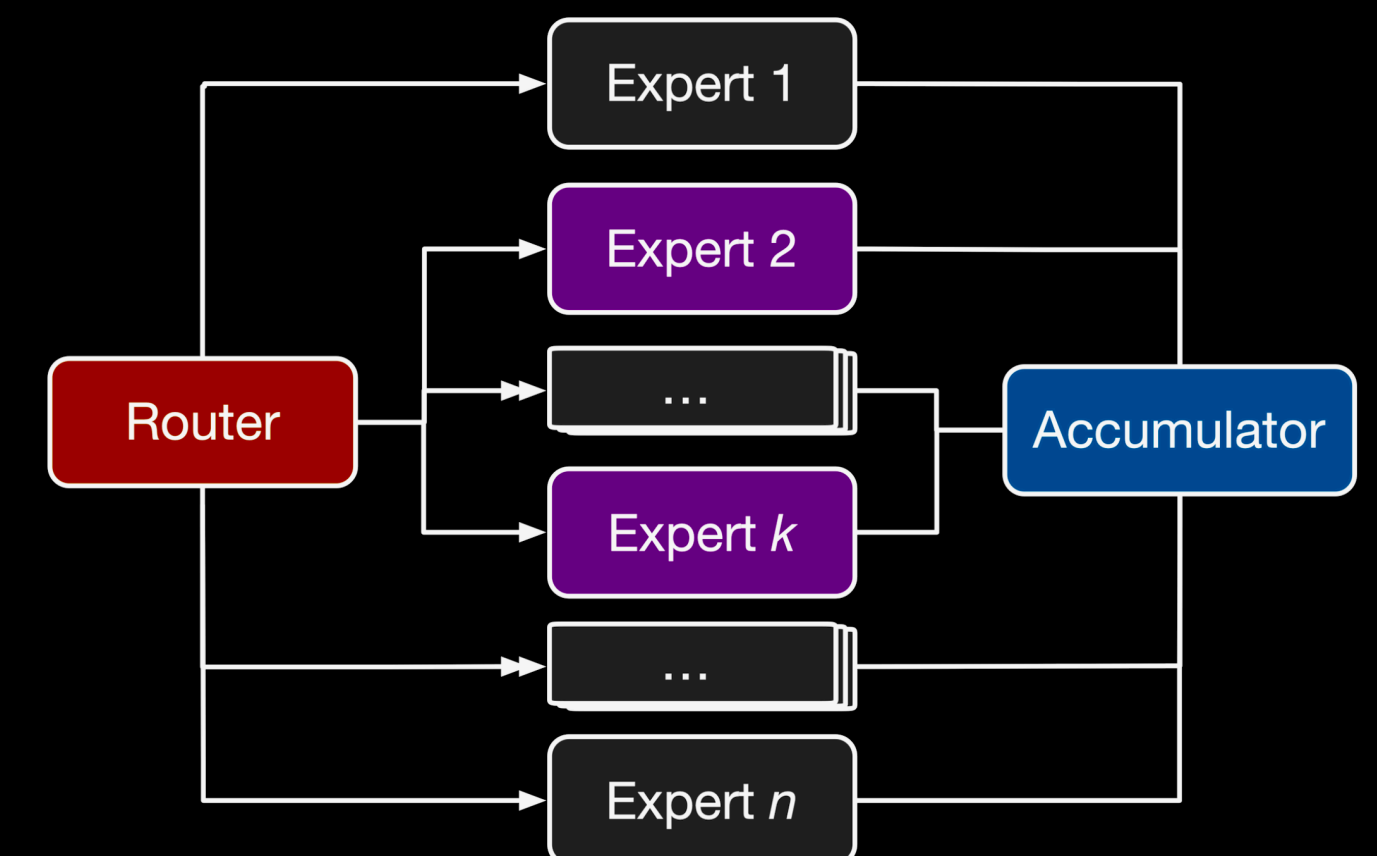 Expert 1
Expert 2
Router
...
Accumulator
Expert k
...
Expert n